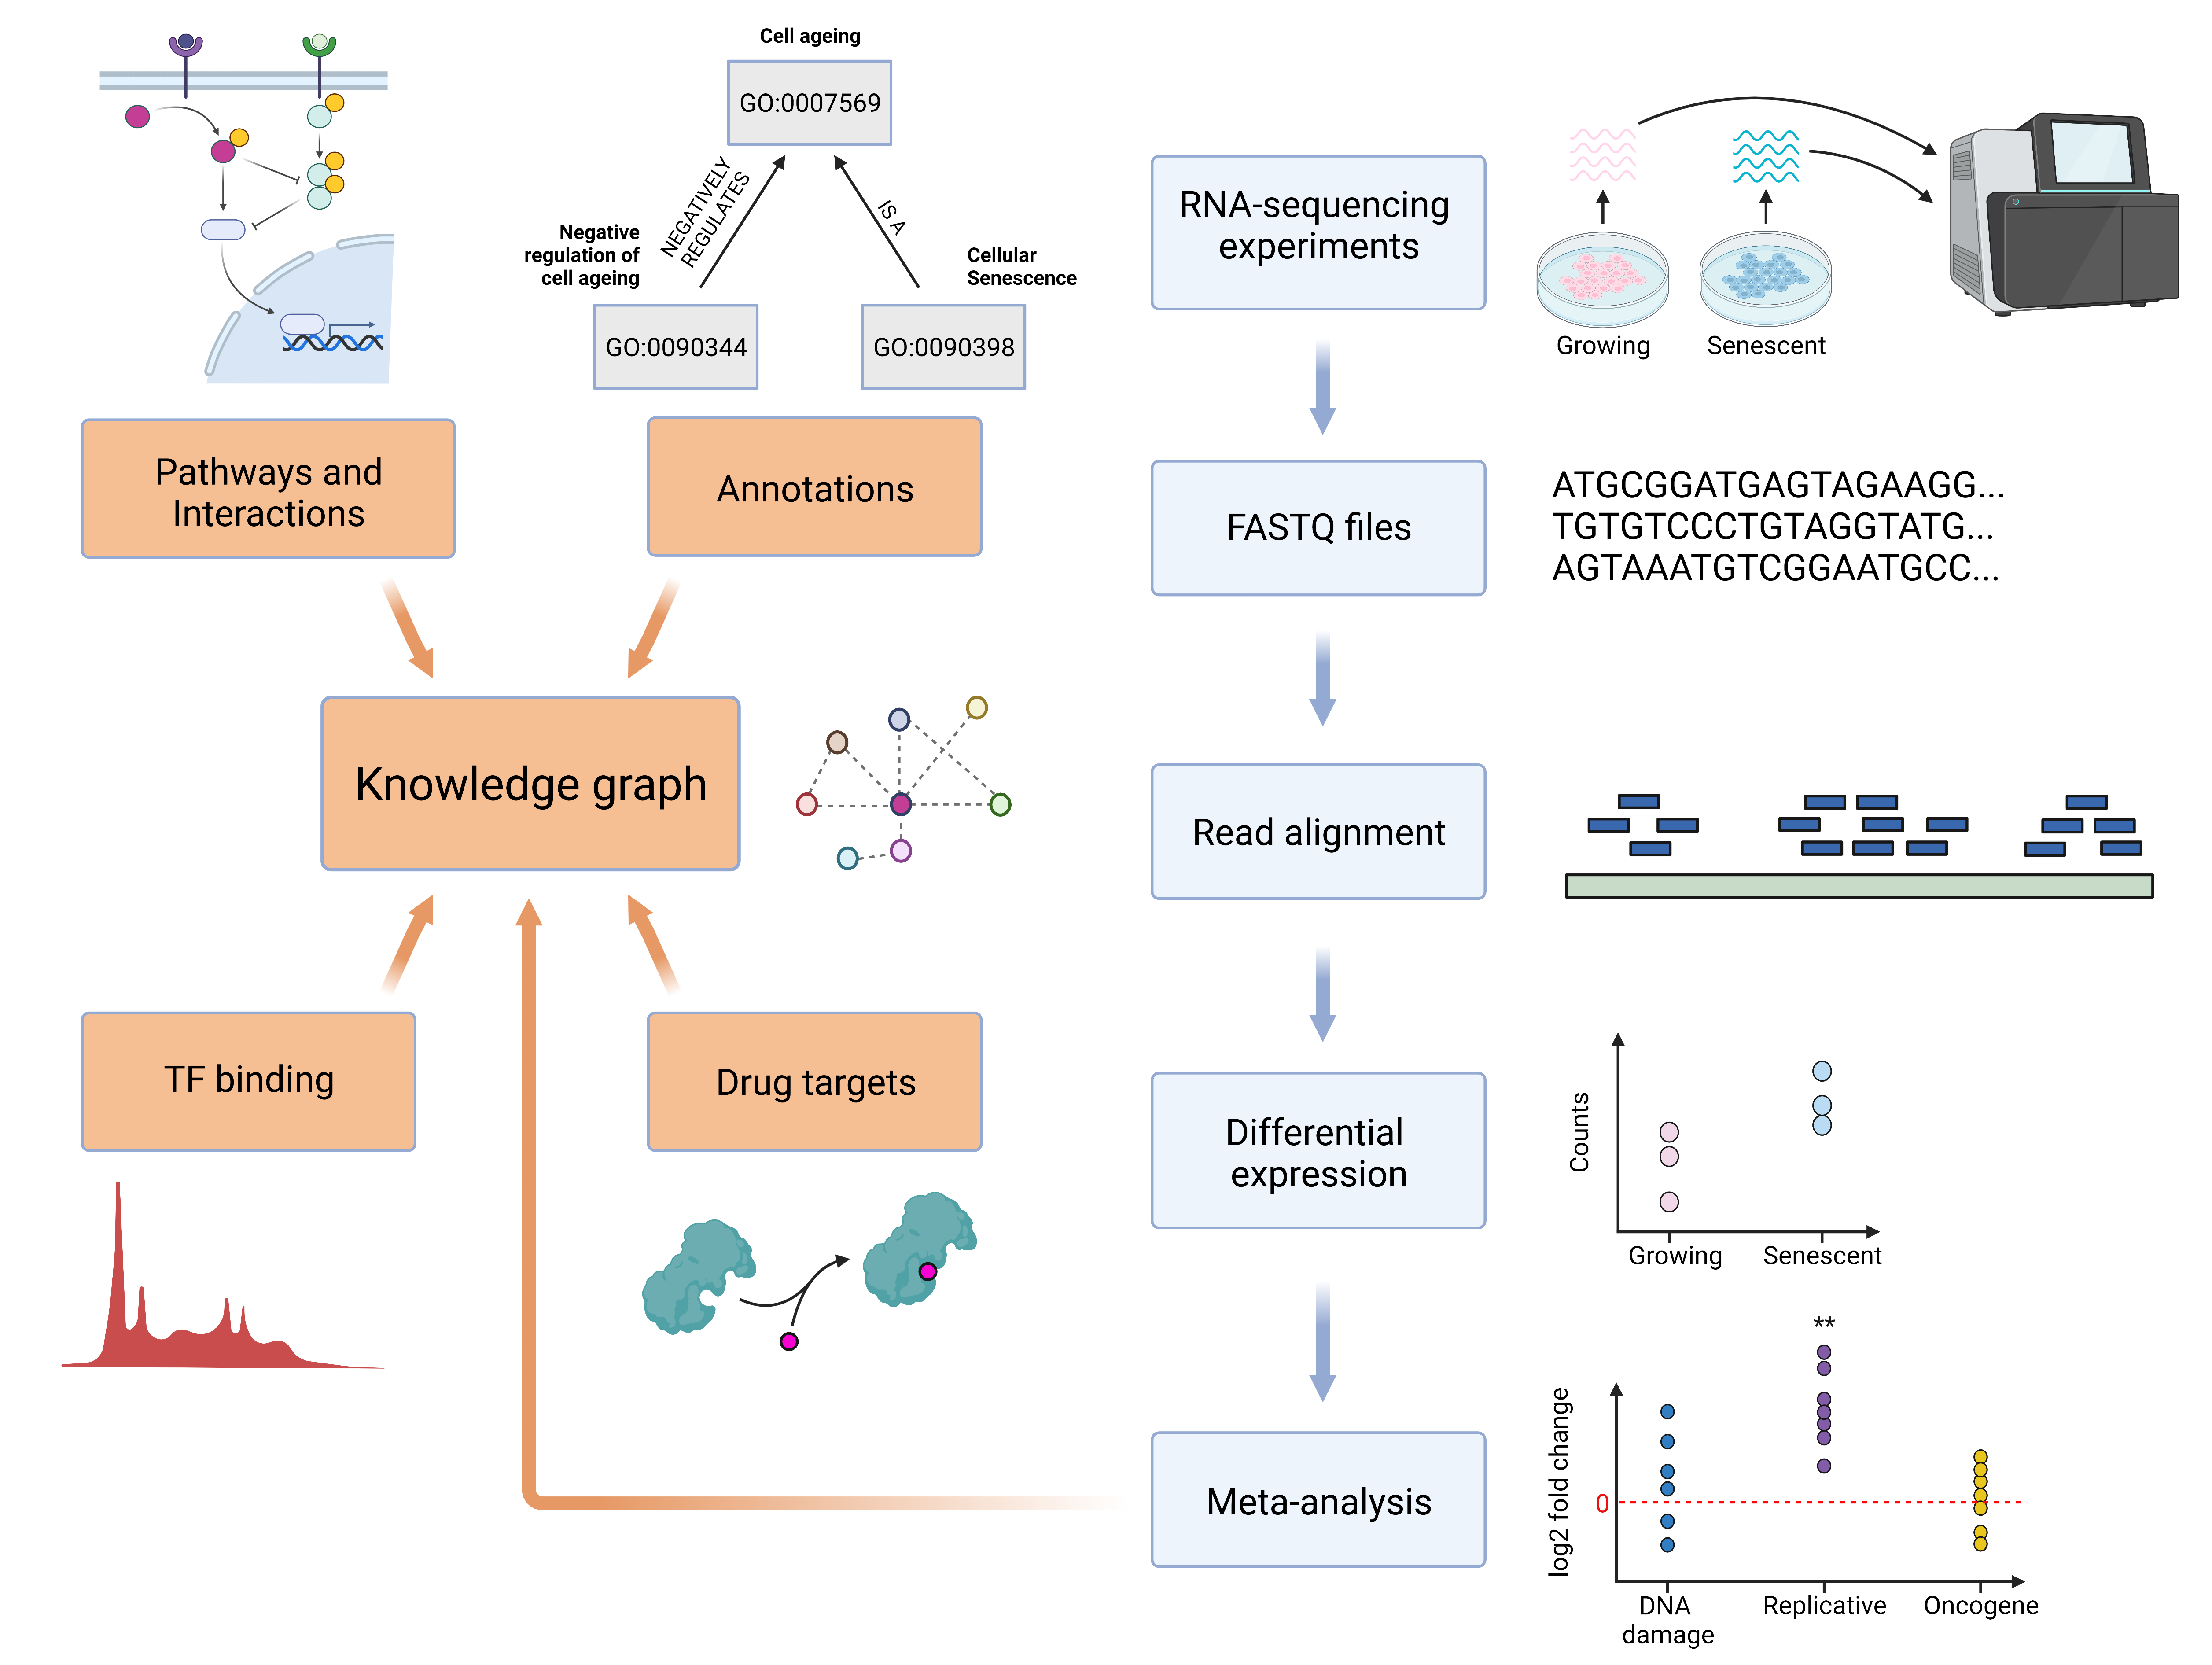 Cell ageing
GO:0007569
NEGATIVELY
REGULATES
IS A
Negative
regulation of
cell ageing
Cellular
Senescence
GO:0090344
GO:0090398
Pathways and
Interactions
Annotations
Knowledge graph
TF binding
Drug targets
RNA-sequencing
experiments
Growing
Senescent
FASTQ files
ATGCGGATGAGTAGAAGG...
TGTGTCCCTGTAGGTATG...
AGTAAATGTCGGAATGCC...
Read alignment
Differential
expression
Counts
Growing
Senescent
Meta-analysis
**
log2 fold change
0
DNA
damage
Replicative
Oncogene